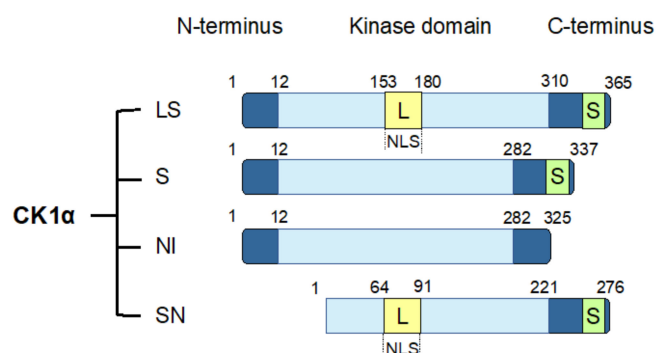 N-terminus Kinase domain C-terminus
1 12 153 180 310 365
LS L S
NLS
1 12 282 337
S S
CK1α
1 12 282 325
NI
1 64 91 221 276
SN L S
NLS